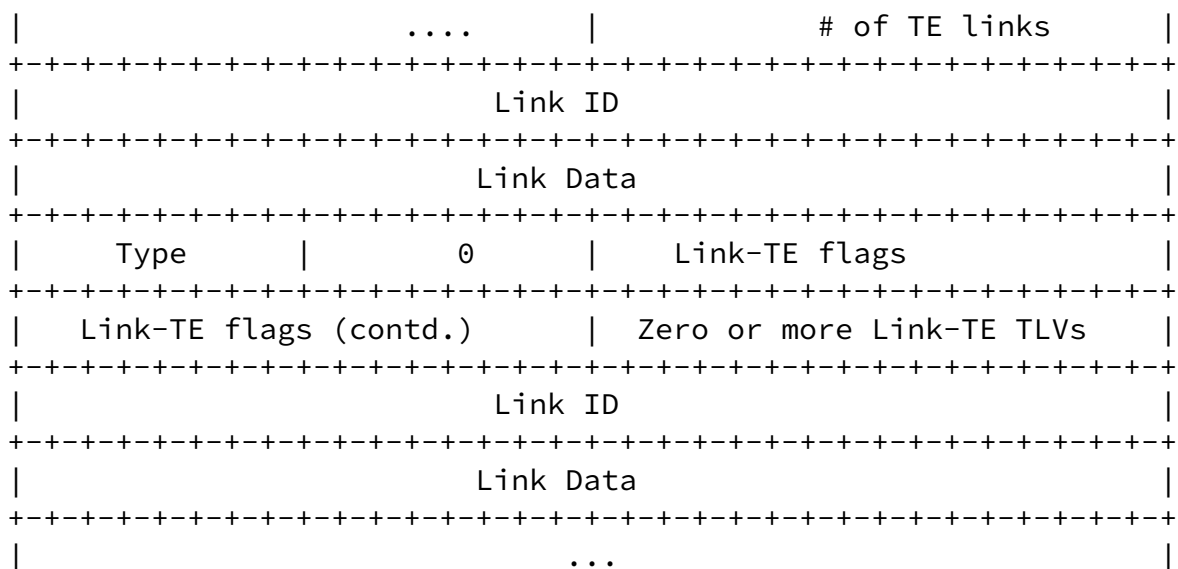 |                     ....        |            # of TE links      |
+-+-+-+-+-+-+-+-+-+-+-+-+-+-+-+-+-+-+-+-+-+-+-+-+-+-+-+-+-+-+-+-+
|                          Link ID                              |
+-+-+-+-+-+-+-+-+-+-+-+-+-+-+-+-+-+-+-+-+-+-+-+-+-+-+-+-+-+-+-+-+
|                         Link Data                             |
+-+-+-+-+-+-+-+-+-+-+-+-+-+-+-+-+-+-+-+-+-+-+-+-+-+-+-+-+-+-+-+-+
|     Type      |        0      |    Link-TE flags              |
+-+-+-+-+-+-+-+-+-+-+-+-+-+-+-+-+-+-+-+-+-+-+-+-+-+-+-+-+-+-+-+-+
|   Link-TE flags (contd.)      |  Zero or more Link-TE TLVs    |
+-+-+-+-+-+-+-+-+-+-+-+-+-+-+-+-+-+-+-+-+-+-+-+-+-+-+-+-+-+-+-+-+
|                          Link ID                              |
+-+-+-+-+-+-+-+-+-+-+-+-+-+-+-+-+-+-+-+-+-+-+-+-+-+-+-+-+-+-+-+-+
|                         Link Data                             |
+-+-+-+-+-+-+-+-+-+-+-+-+-+-+-+-+-+-+-+-+-+-+-+-+-+-+-+-+-+-+-+-+
|                              ...                              |